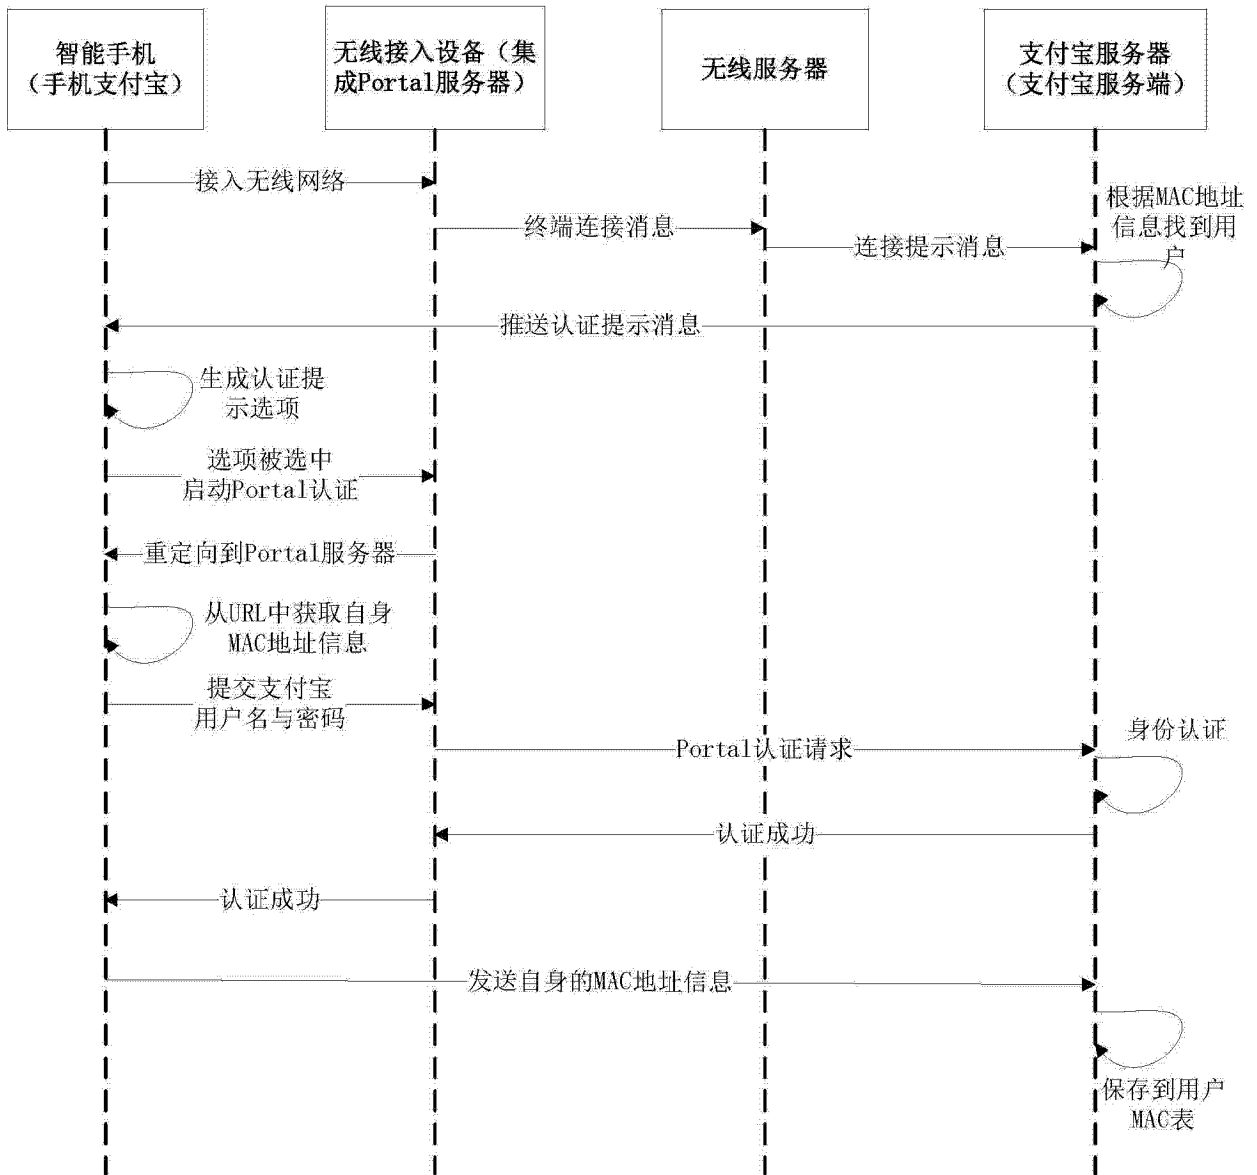 智能手机
（手机支付宝）
无线接入设备（集
成Portal服务器）
无线服务器
支付宝服务器
（支付宝服务端）
接入无线网络
终端连接消息
连接提示消息
根据MAC地址
信息找到用
户
推送认证提示消息
生成认证提
示选项
选项被选中
启动Portal认证
重定向到Portal服务器
从URL中获取自身
MAC地址信息
提交支付宝
用户名与密码
Portal认证请求
身份认证
认证成功
认证成功
发送自身的MAC地址信息
保存到用户
MAC表